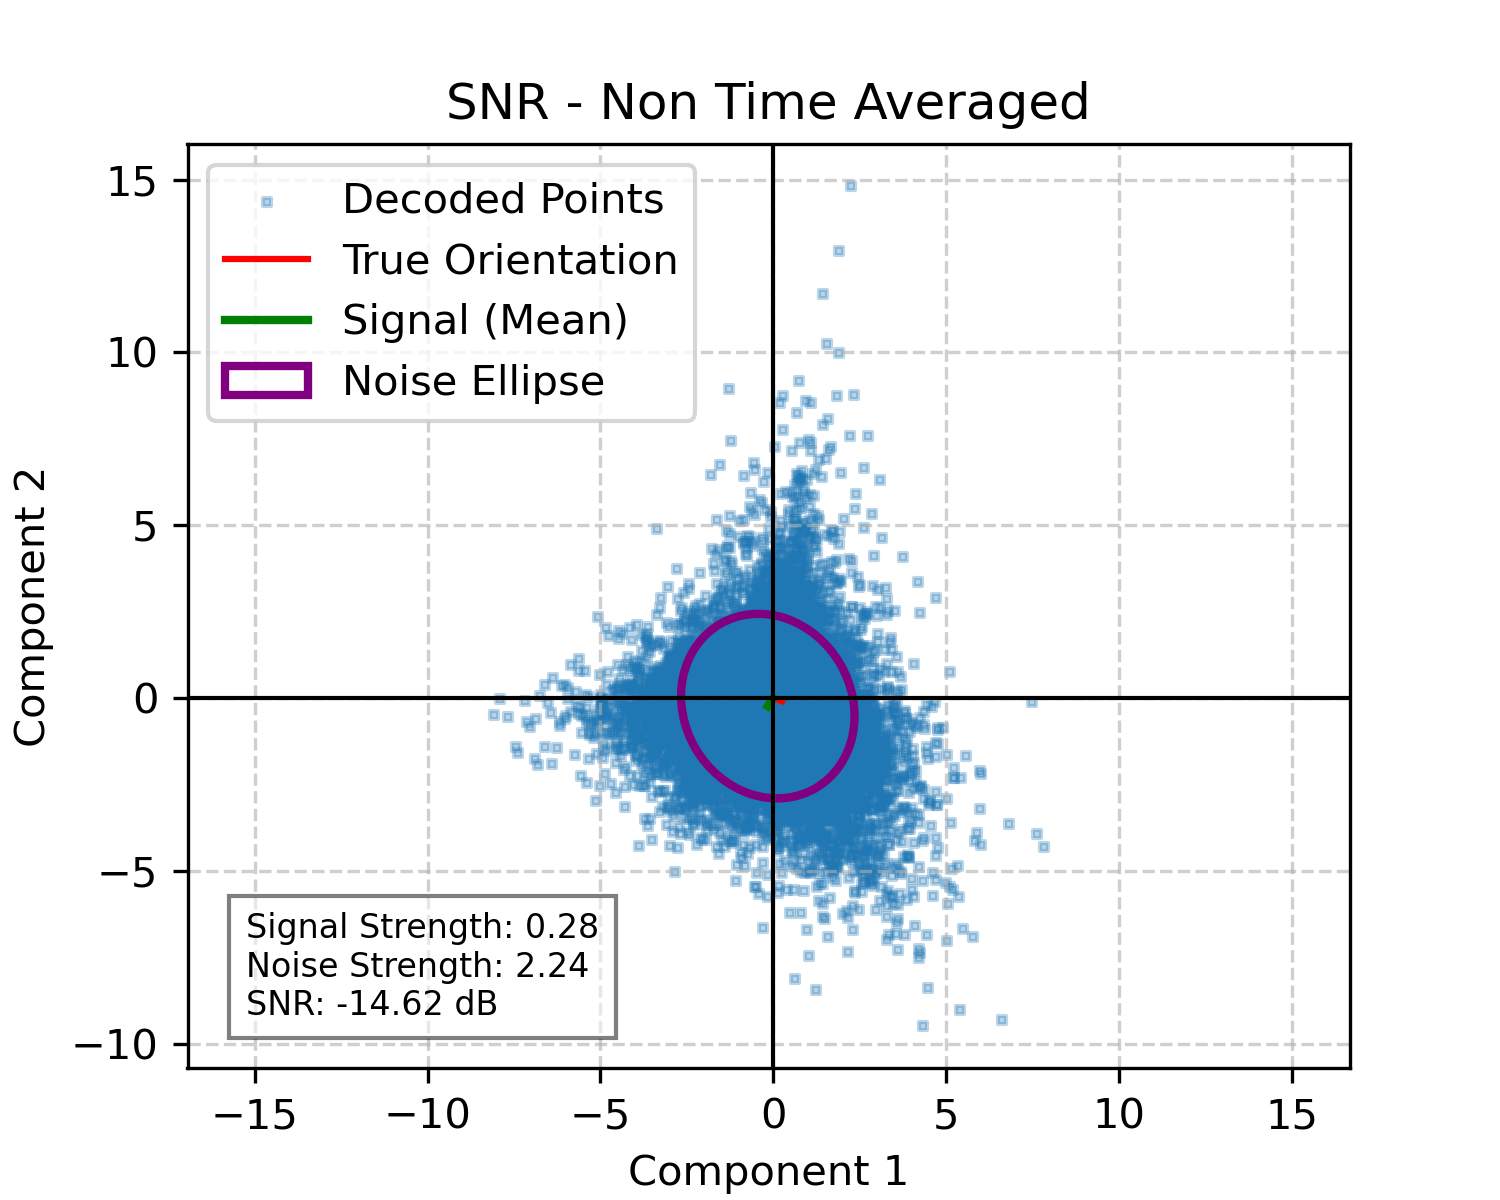 SNR - Non Time Averaged
Decoded Points
True Orientation
Signal (Mean)
Noise Ellipse
15
10
5
0
−5
−10
Component 2
Signal Strength: 0.28
Noise Strength: 2.24
SNR: -14.62 dB
−15 −10 −5 0 5 10 15
Component 1